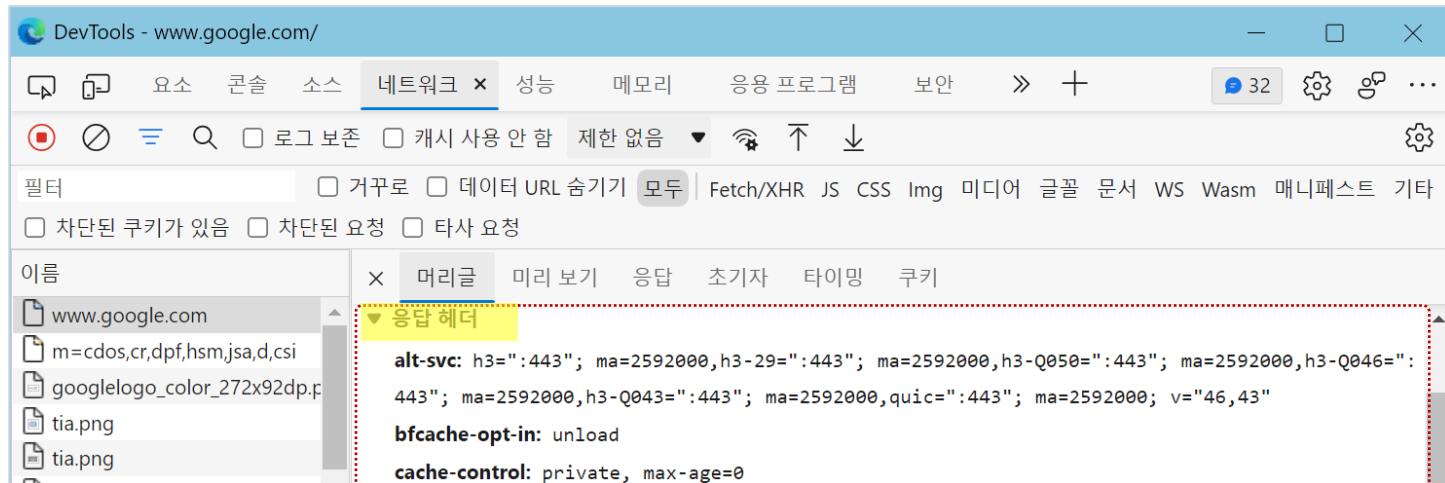 DevTools - www.google.com/
요소 콘솔 소스 네트워크 성능 메모리 응용 프로그램 보안 32
로그 보존 캐시 사용 안 함 제한 없음
필터 거꾸로 데이터 URL 숨기기 모두 Fetch/XHR JS CSS Img 미디어 글꼴 문서 WS Wasm 매니페스트 기타
차단된 쿠키가 있음 차단된 요청 타사 요청
이름
www.google.com
m=cdos,cr,dpf,hsm,jsa,d,csi
googlelogo_color_272x92dp.p
tia.png
tia.png
머리글 미리 보기 응답 초기자 타이밍 쿠키
응답 헤더
alt-svc: h3=":443"; ma=2592000,h3-29=":443"; ma=2592000,h3-Q050=":443"; ma=2592000,h3-Q046=":
443"; ma=2592000,h3-Q043=":443"; ma=2592000,quic=":443"; ma=2592000; v="46,43"
bfcache-opt-in: unload
cache-control: private, max-age=0